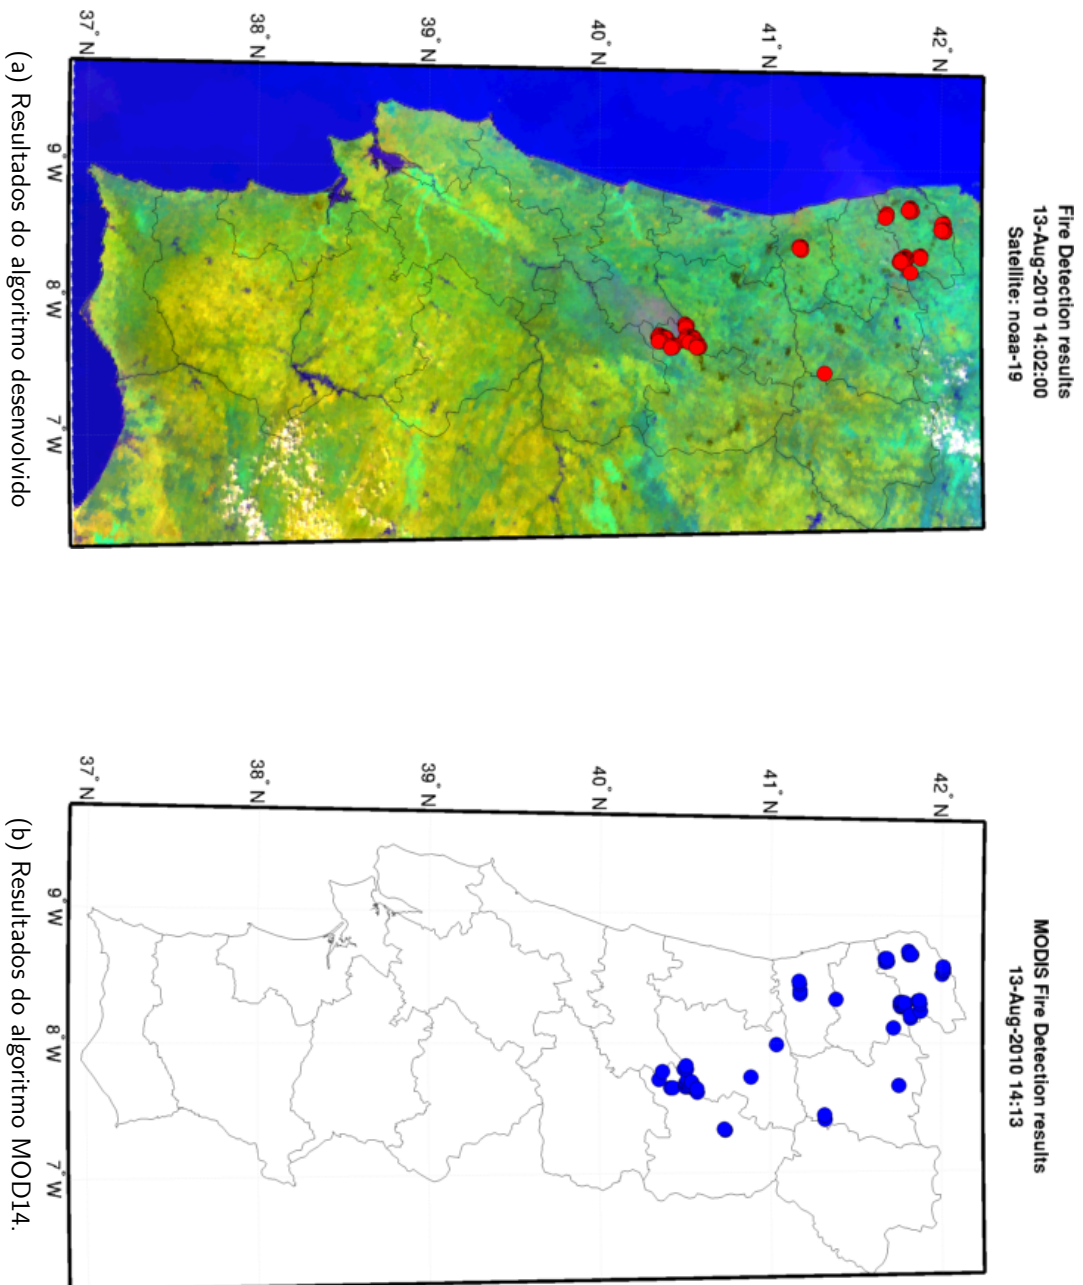 Fire Detection results
13-Aug-2010 14:02:00
Satellite: noaa-19
42° N
41° N
40° N
39° N
38° N
37° N
9° W
8° W
7° W
(a) Resultados do algoritmo desenvolvido
MODIS Fire Detection results
13-Aug-2010 14:13
42° N
41° N
40° N
39° N
38° N
37° N
9° W
8° W
7° W
(b) Resultados do algoritmo MOD14.